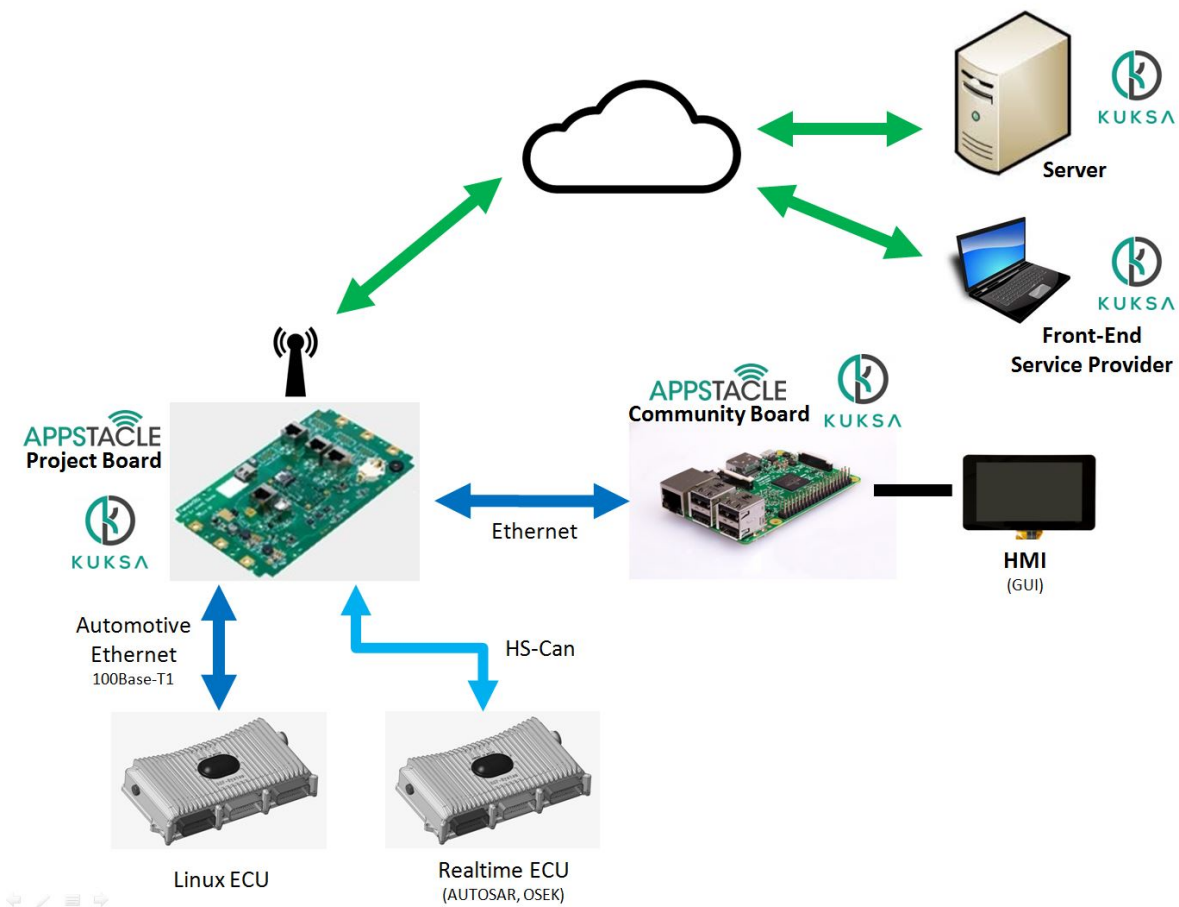 KUKSA
Server
KUKSA
Front-End
Service Provider
APPSTACLE
Community Board
KUKSA
APPSTACLE
Project Board
KUKSA
Ethernet
HMI
(GUI)
Automotive
Ethernet
100Base-T1
HS-Can
Linux ECU
Realtime ECU
(AUTOSAR, OSEK)